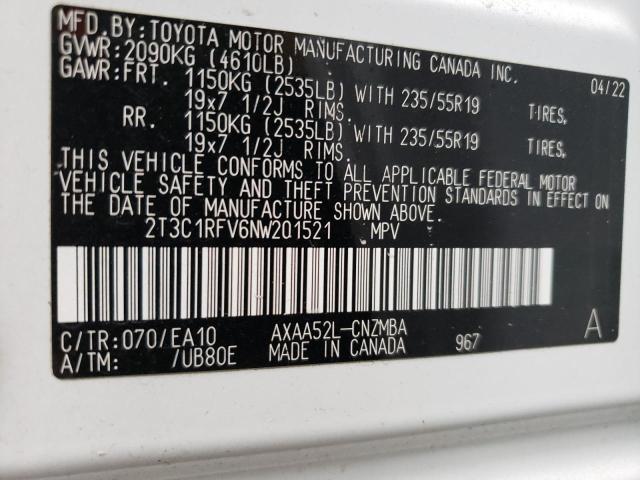 MFD.BY:TOYOTA MOTOR MANUFACTURING CANADA INC. 04/22
GVWR:2090KG (4610LB)
GAWR:FRT. 1150KG (2535LB) WITH 235/55R19 TIRES,
19x7 1/2J RIMS.
RR. 1150KG (2535LB) WITH 235/55R19 TIRES,
19x7 1/2J RIMS.
THIS VEHICLE CONFORMS TO ALL APPLICABLE FEDERAL MOTOR
VEHICLE SAFETY AND THEFT PREVENTION STANDARDS IN EFFECT ON
THE DATE OF MANUFACTURE SHOWN ABOVE.
2T3C1RFV6NW201521 MPV
C/TR:070/EA10 AXAA52L-CNZMBA A
A/TM: /UB80E MADE IN CANADA 967